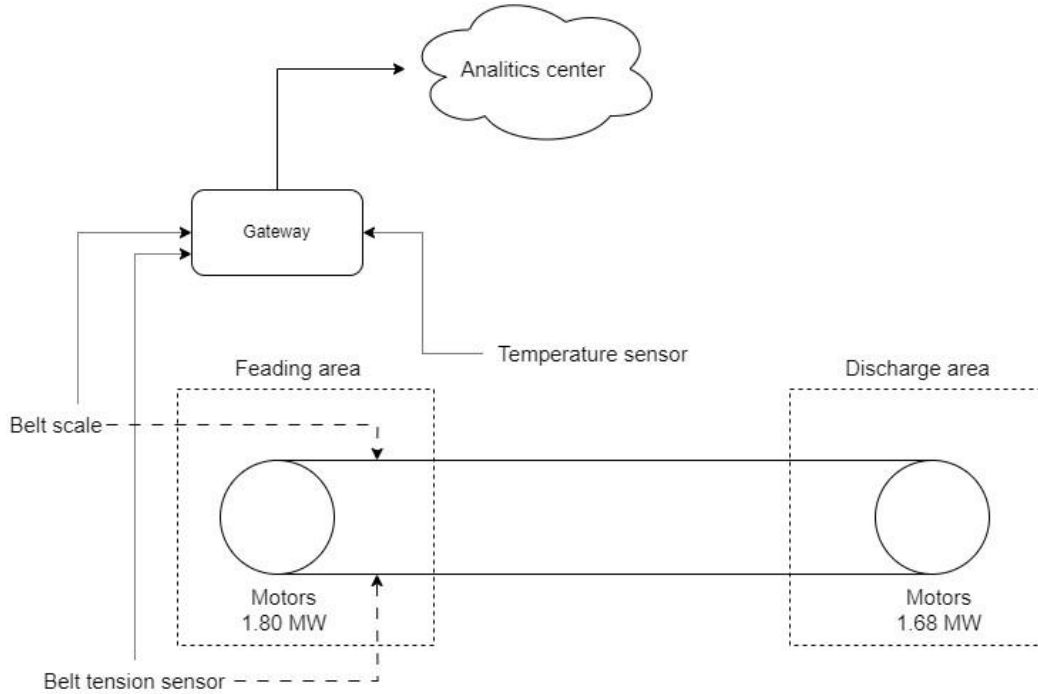 Analitics center
Gateway
Temperature sensor
Feading area
Discharge area
Belt scale
Motors
1.80 MW
Motors
1.68 MW
Belt tension sensor